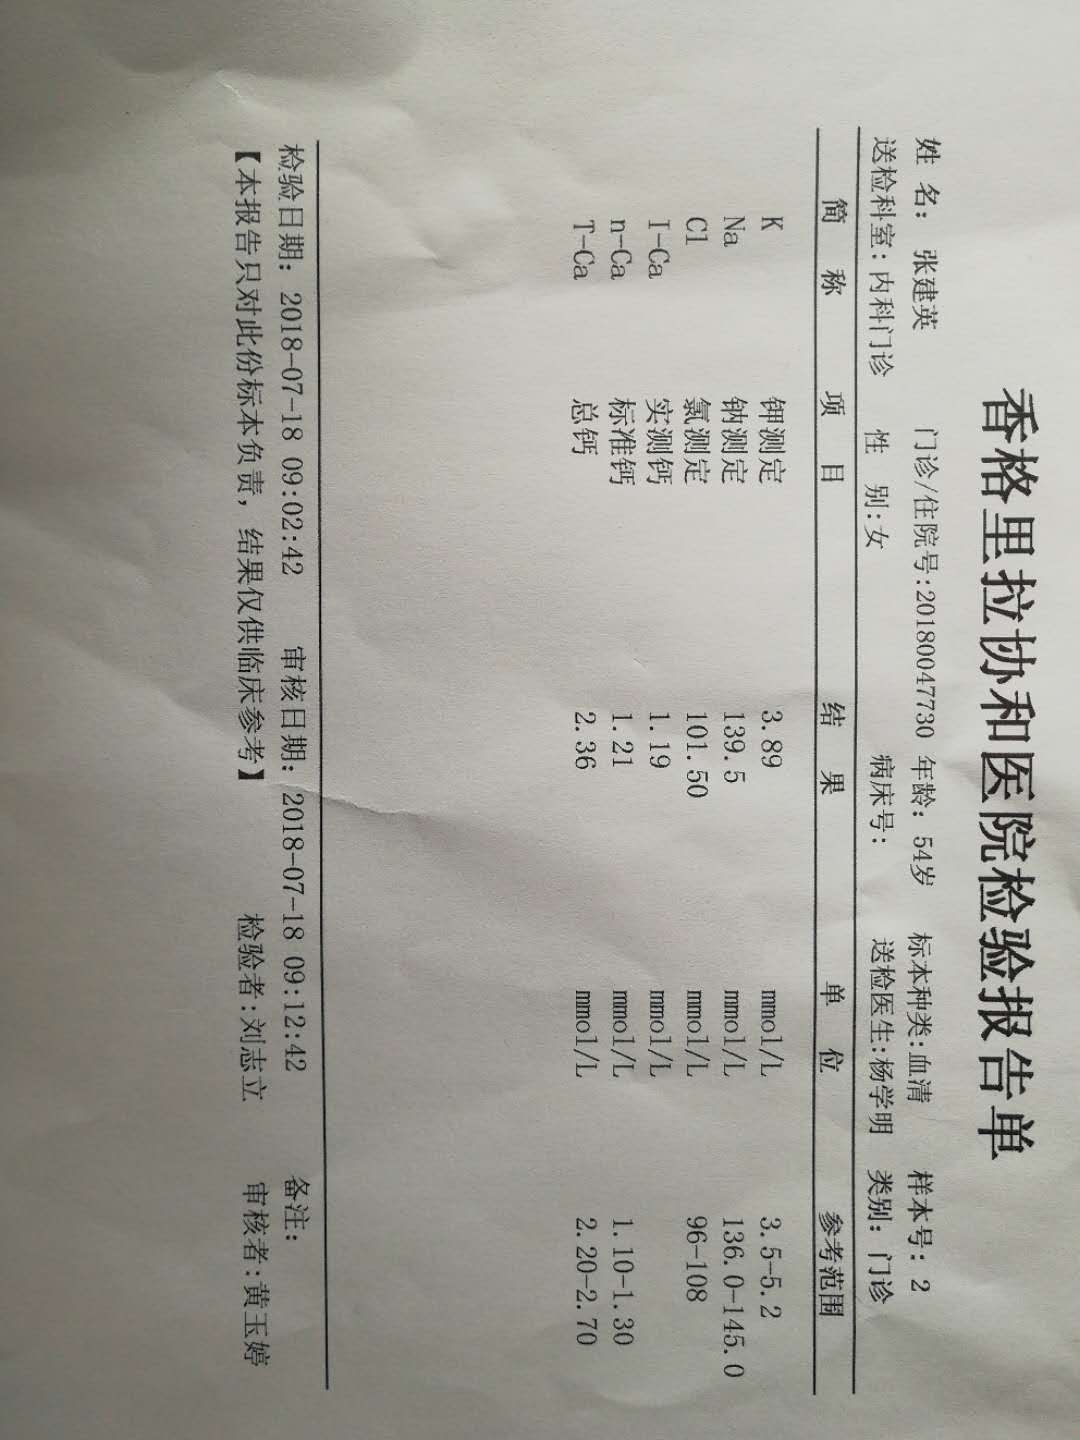 香格里拉协和医院检验报告单
姓 名： 张建英 门诊/住院号:20180047730 年龄： 54岁 标本种类:血清 样本号： 2
送检科室:内科门诊 性 别:女 病床号: 送检医生:杨学明 类别: 门诊
简 称 项 目 结 果 单 位 参考范围
K 钾测定 3.89 mmol/L 3.5-5.2
Na 钠测定 139.5 mmol/L 136.0-145.0
Cl 氯测定 101.50 mmol/L 96-108
I-Ca 实测钙 1.19 mmol/L
n-Ca 标准钙 1.21 mmol/L 1.10-1.30
T-Ca 总钙 2.36 mmol/L 2.20-2.70
检验日期: 2018-07-18 09:02:42 审核日期: 2018-07-18 09:12:42 备注:
【本报告只对此份标本负责，结果仅供临床参考】 检验者:刘志立 审核者:黄玉婷